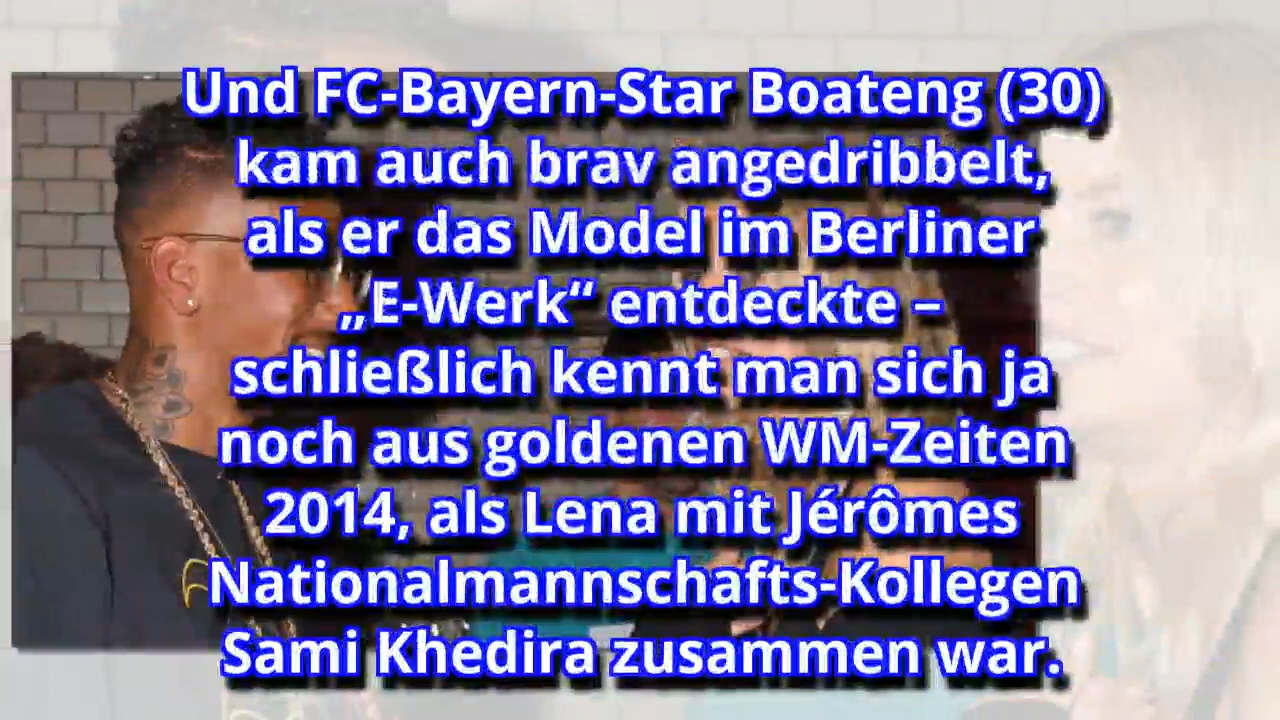 Und FC-Bayern-Star Boateng (30)
kam auch brav angedribbelt,
als er das Model im Berliner
„E-Werk“ entdeckte –
schließlich kennt man sich ja
noch aus goldenen WM-Zeiten
2014, als Lena mit Jérômes
Nationalmannschafts-Kollegen
Sami Khedira zusammen war.